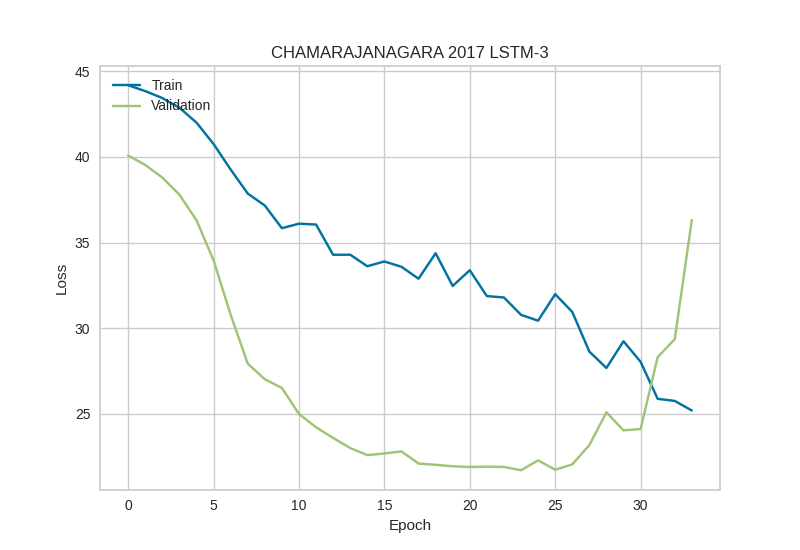 CHAMARAJANAGARA 2017 LSTM-3
Train
Validation
45
40
35
30
25
Loss
0 5 10 15 20 25 30
Epoch